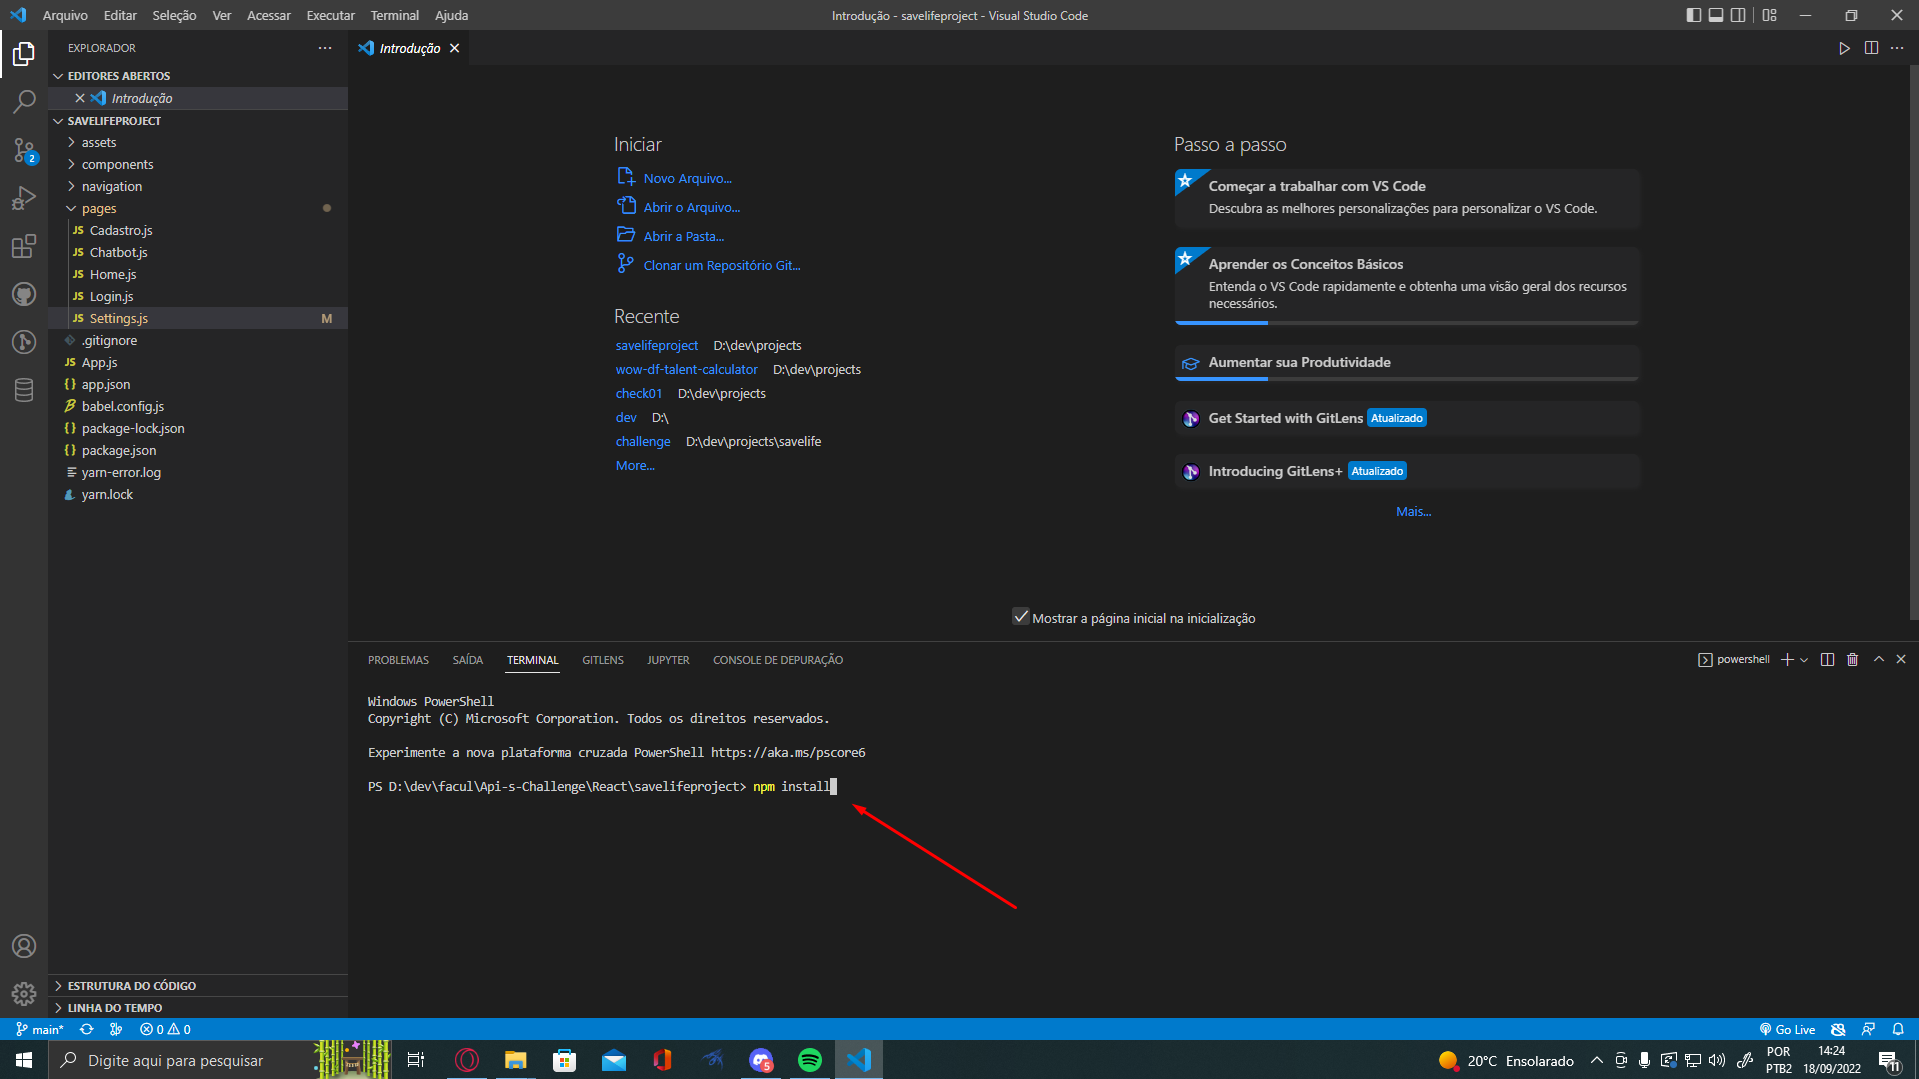 Arquivo Editar Seleção Ver Acessar Executar Terminal Ajuda
Introdução - savelifeproject - Visual Studio Code
EXPLORADOR
EDITORES ABERTOS
Introdução
SAVELIFEPROJECT
assets
components
navigation
pages
JS Cadastro.js
JS Chatbot.js
JS Home.js
JS Login.js
JS Settings.js M
.gitignore
JS App.js
{} app.json
babel.config.js
{} package-lock.json
{} package.json
yarn-error.log
yarn.lock
ESTRUTURA DO CÓDIGO
LINHA DO TEMPO
2
Introdução
Iniciar
Novo Arquivo...
Abrir o Arquivo...
Abrir a Pasta...
Clonar um Repositório Git...
Recente
savelifeproject D:\dev\projects
wow-df-talent-calculator D:\dev\projects
check01 D:\dev\projects
dev D:\
challenge D:\dev\projects\savelife
More...
Passo a passo
Começar a trabalhar com VS Code
Descubra as melhores personalizações para personalizar o VS Code.
Aprender os Conceitos Básicos
Entenda o VS Code rapidamente e obtenha uma visão geral dos recursos
necessários.
Aumentar sua Produtividade
Get Started with GitLens Atualizado
Introducing GitLens+ Atualizado
Mais...
Mostrar a página inicial na inicialização
PROBLEMAS SAÍDA TERMINAL GITLENS JUPYTER CONSOLE DE DEPURAÇÃO
powershell
Windows PowerShell
Copyright (C) Microsoft Corporation. Todos os direitos reservados.
Experimente a nova plataforma cruzada PowerShell https://aka.ms/pscore6
PS D:\dev\facul\Api-s-Challenge\React\savelifeproject> npm install
main* 0 0
Go Live
Digite aqui para pesquisar
5
20°C Ensolarado
POR
PTB2
14:24
18/09/2022
11